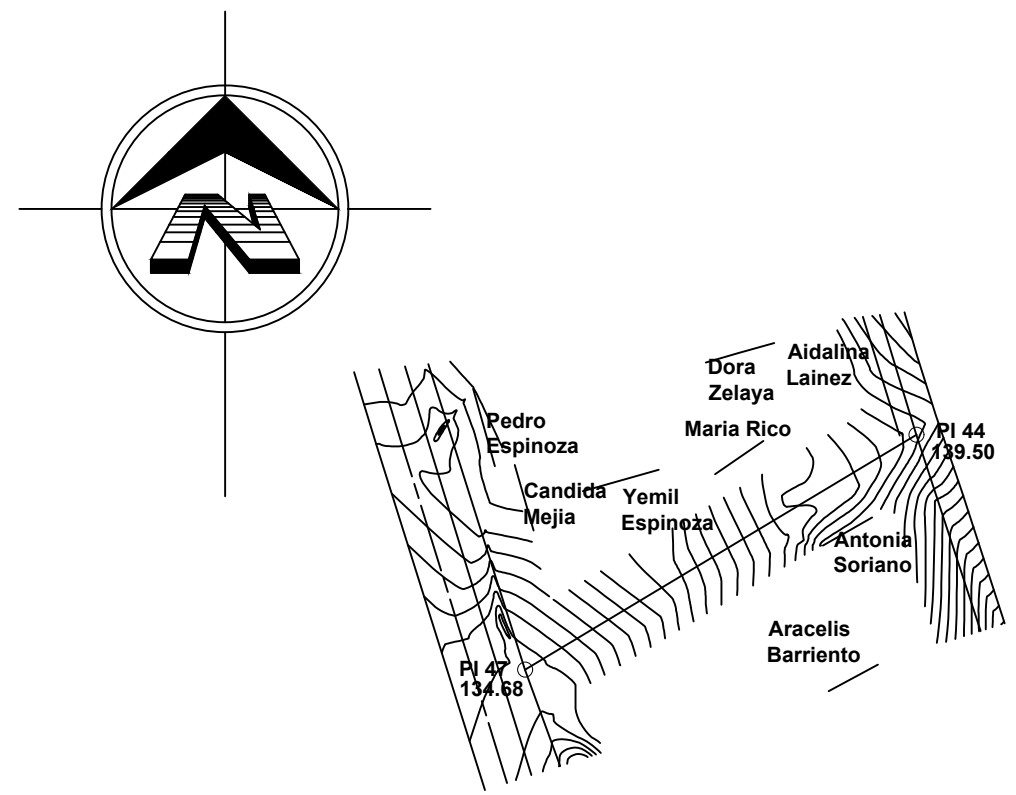 N
Dora
Zelaya
Aidalina
Lainez
Pedro
Espinoza
Maria Rico
PI 44
139.50
Candida
Mejia
Yemil
Espinoza
Antonia
Soriano
Aracelis
Barriento
PI 47
134.68